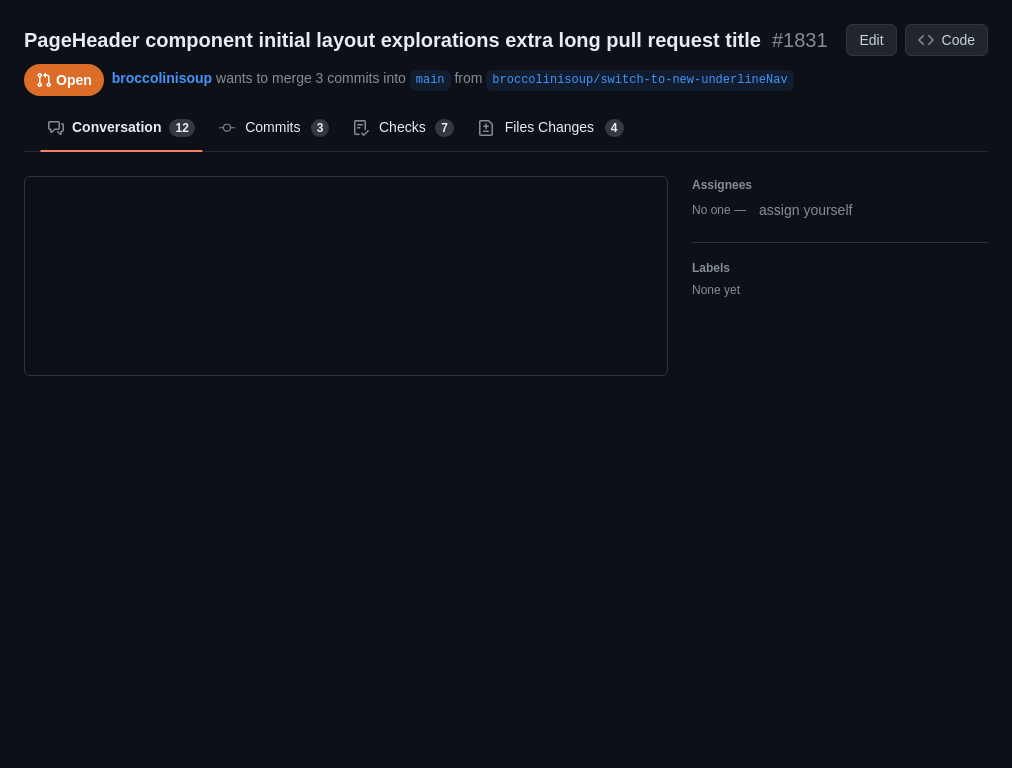 PageHeader component initial layout explorations extra long pull request title #1831 Edit Code
Open broccolinisoup wants to merge 3 commits into main from broccolinisoup/switch-to-new-underlineNav
Conversation 12 Commits 3 Checks 7 Files Changes 4
Assignees
No one — assign yourself
Labels
None yet